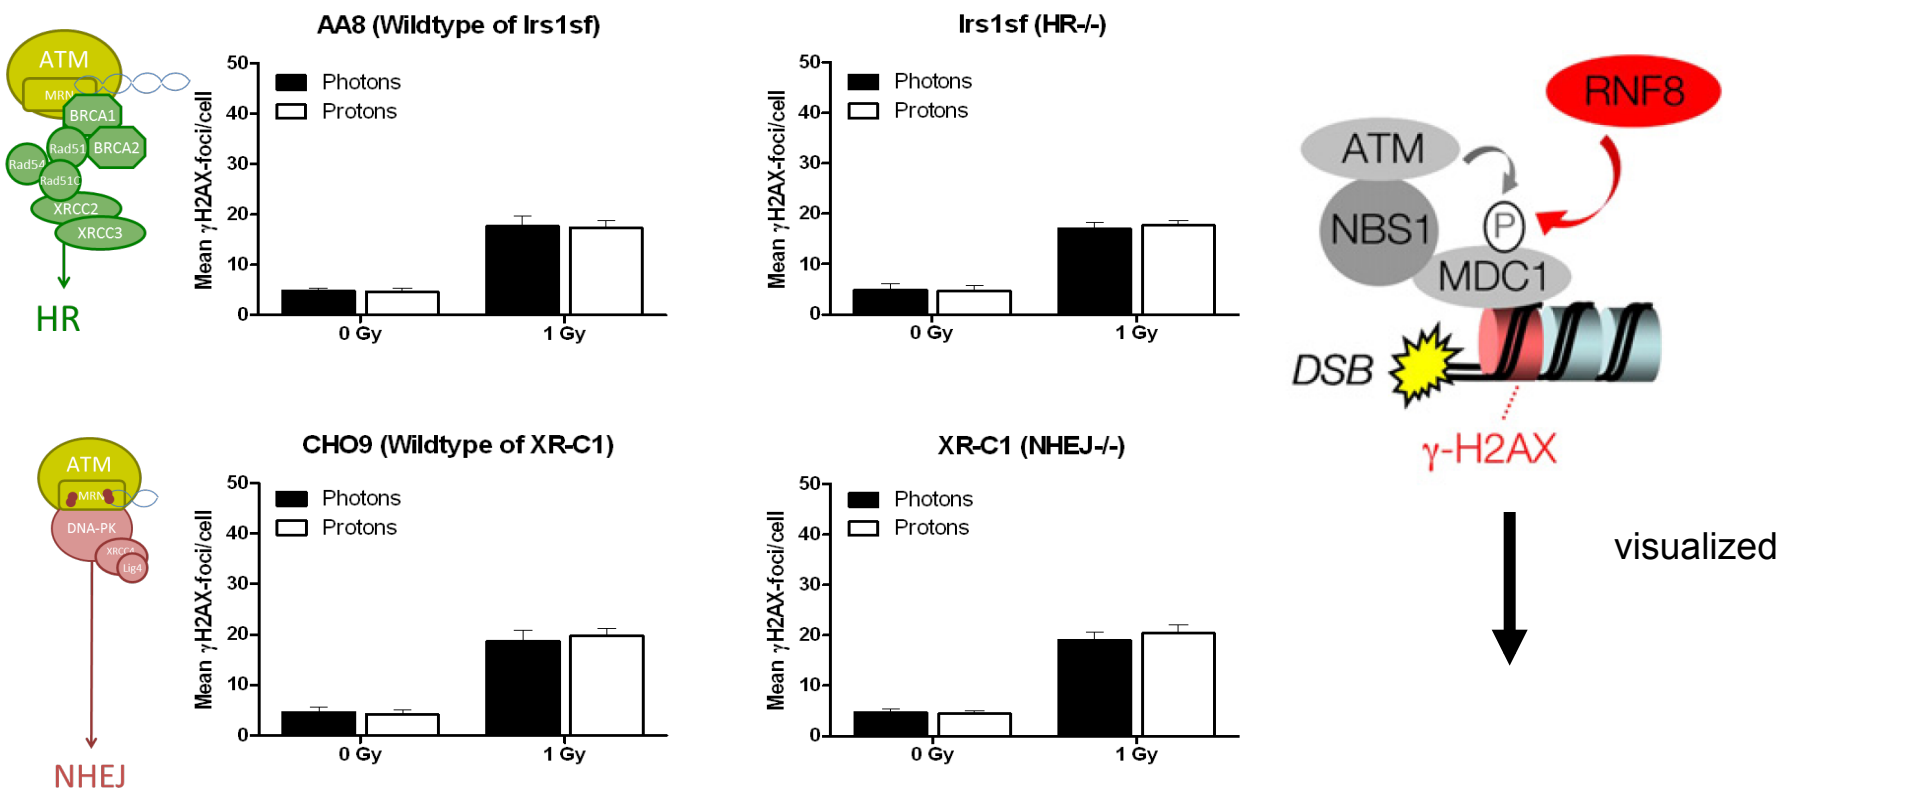 AA8 (Wildtype of Irs1sf)
Irs1sf (HR-/-)
ATM
MRN
BRCA1
Rad51
BRCA2
Rad54
Rad51C
XRCC2
XRCC3
HR
Mean γH2AX-foci/cell
50
40
30
20
10
0
Photons
Protons
0 Gy
1 Gy
Mean γH2AX-foci/cell
50
40
30
20
10
0
Photons
Protons
0 Gy
1 Gy
RNF8
ATM
NBS1
P
MDC1
DSB
γ-H2AX
visualized
CHO9 (Wildtype of XR-C1)
XR-C1 (NHEJ-/-)
ATM
MRN
DNA-PK
XRCC4
Lig4
NHEJ
Mean γH2AX-foci/cell
50
40
30
20
10
0
Photons
Protons
0 Gy
1 Gy
Mean γH2AX-foci/cell
50
40
30
20
10
0
Photons
Protons
0 Gy
1 Gy